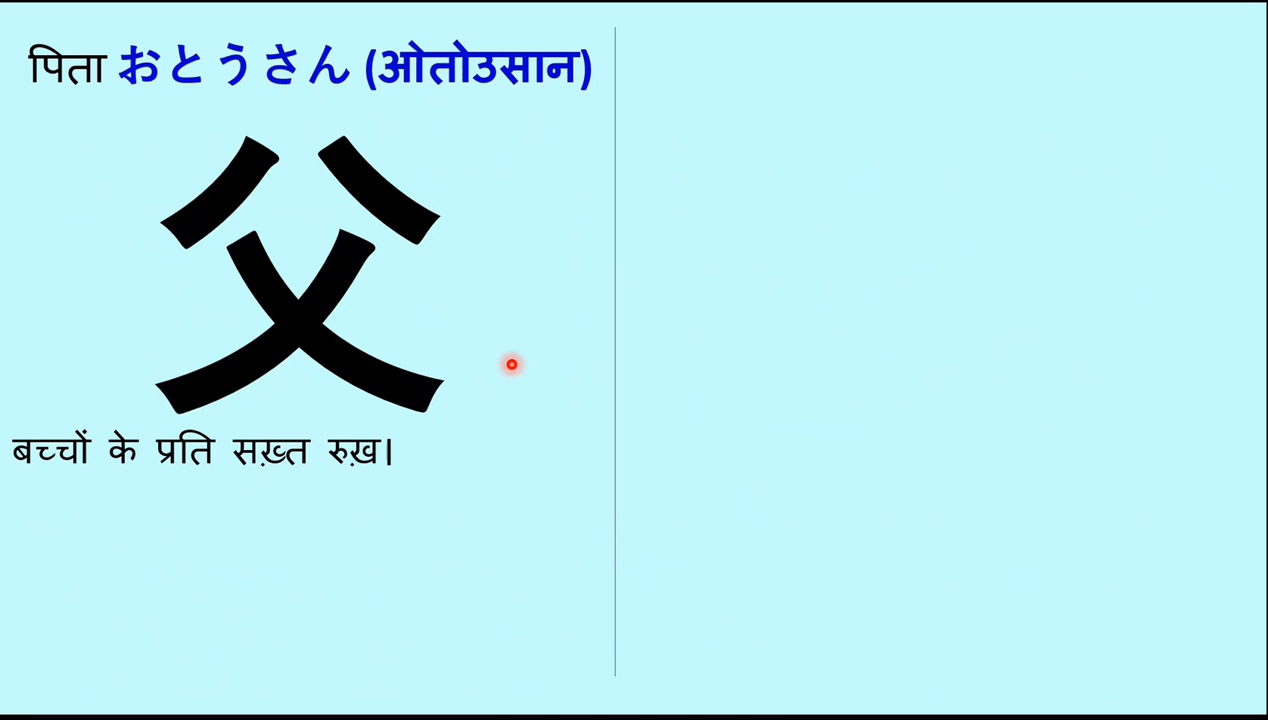 पिता おとうさん (ओतोउसान)
父
बच्चों के प्रति सख़्त रुख़।